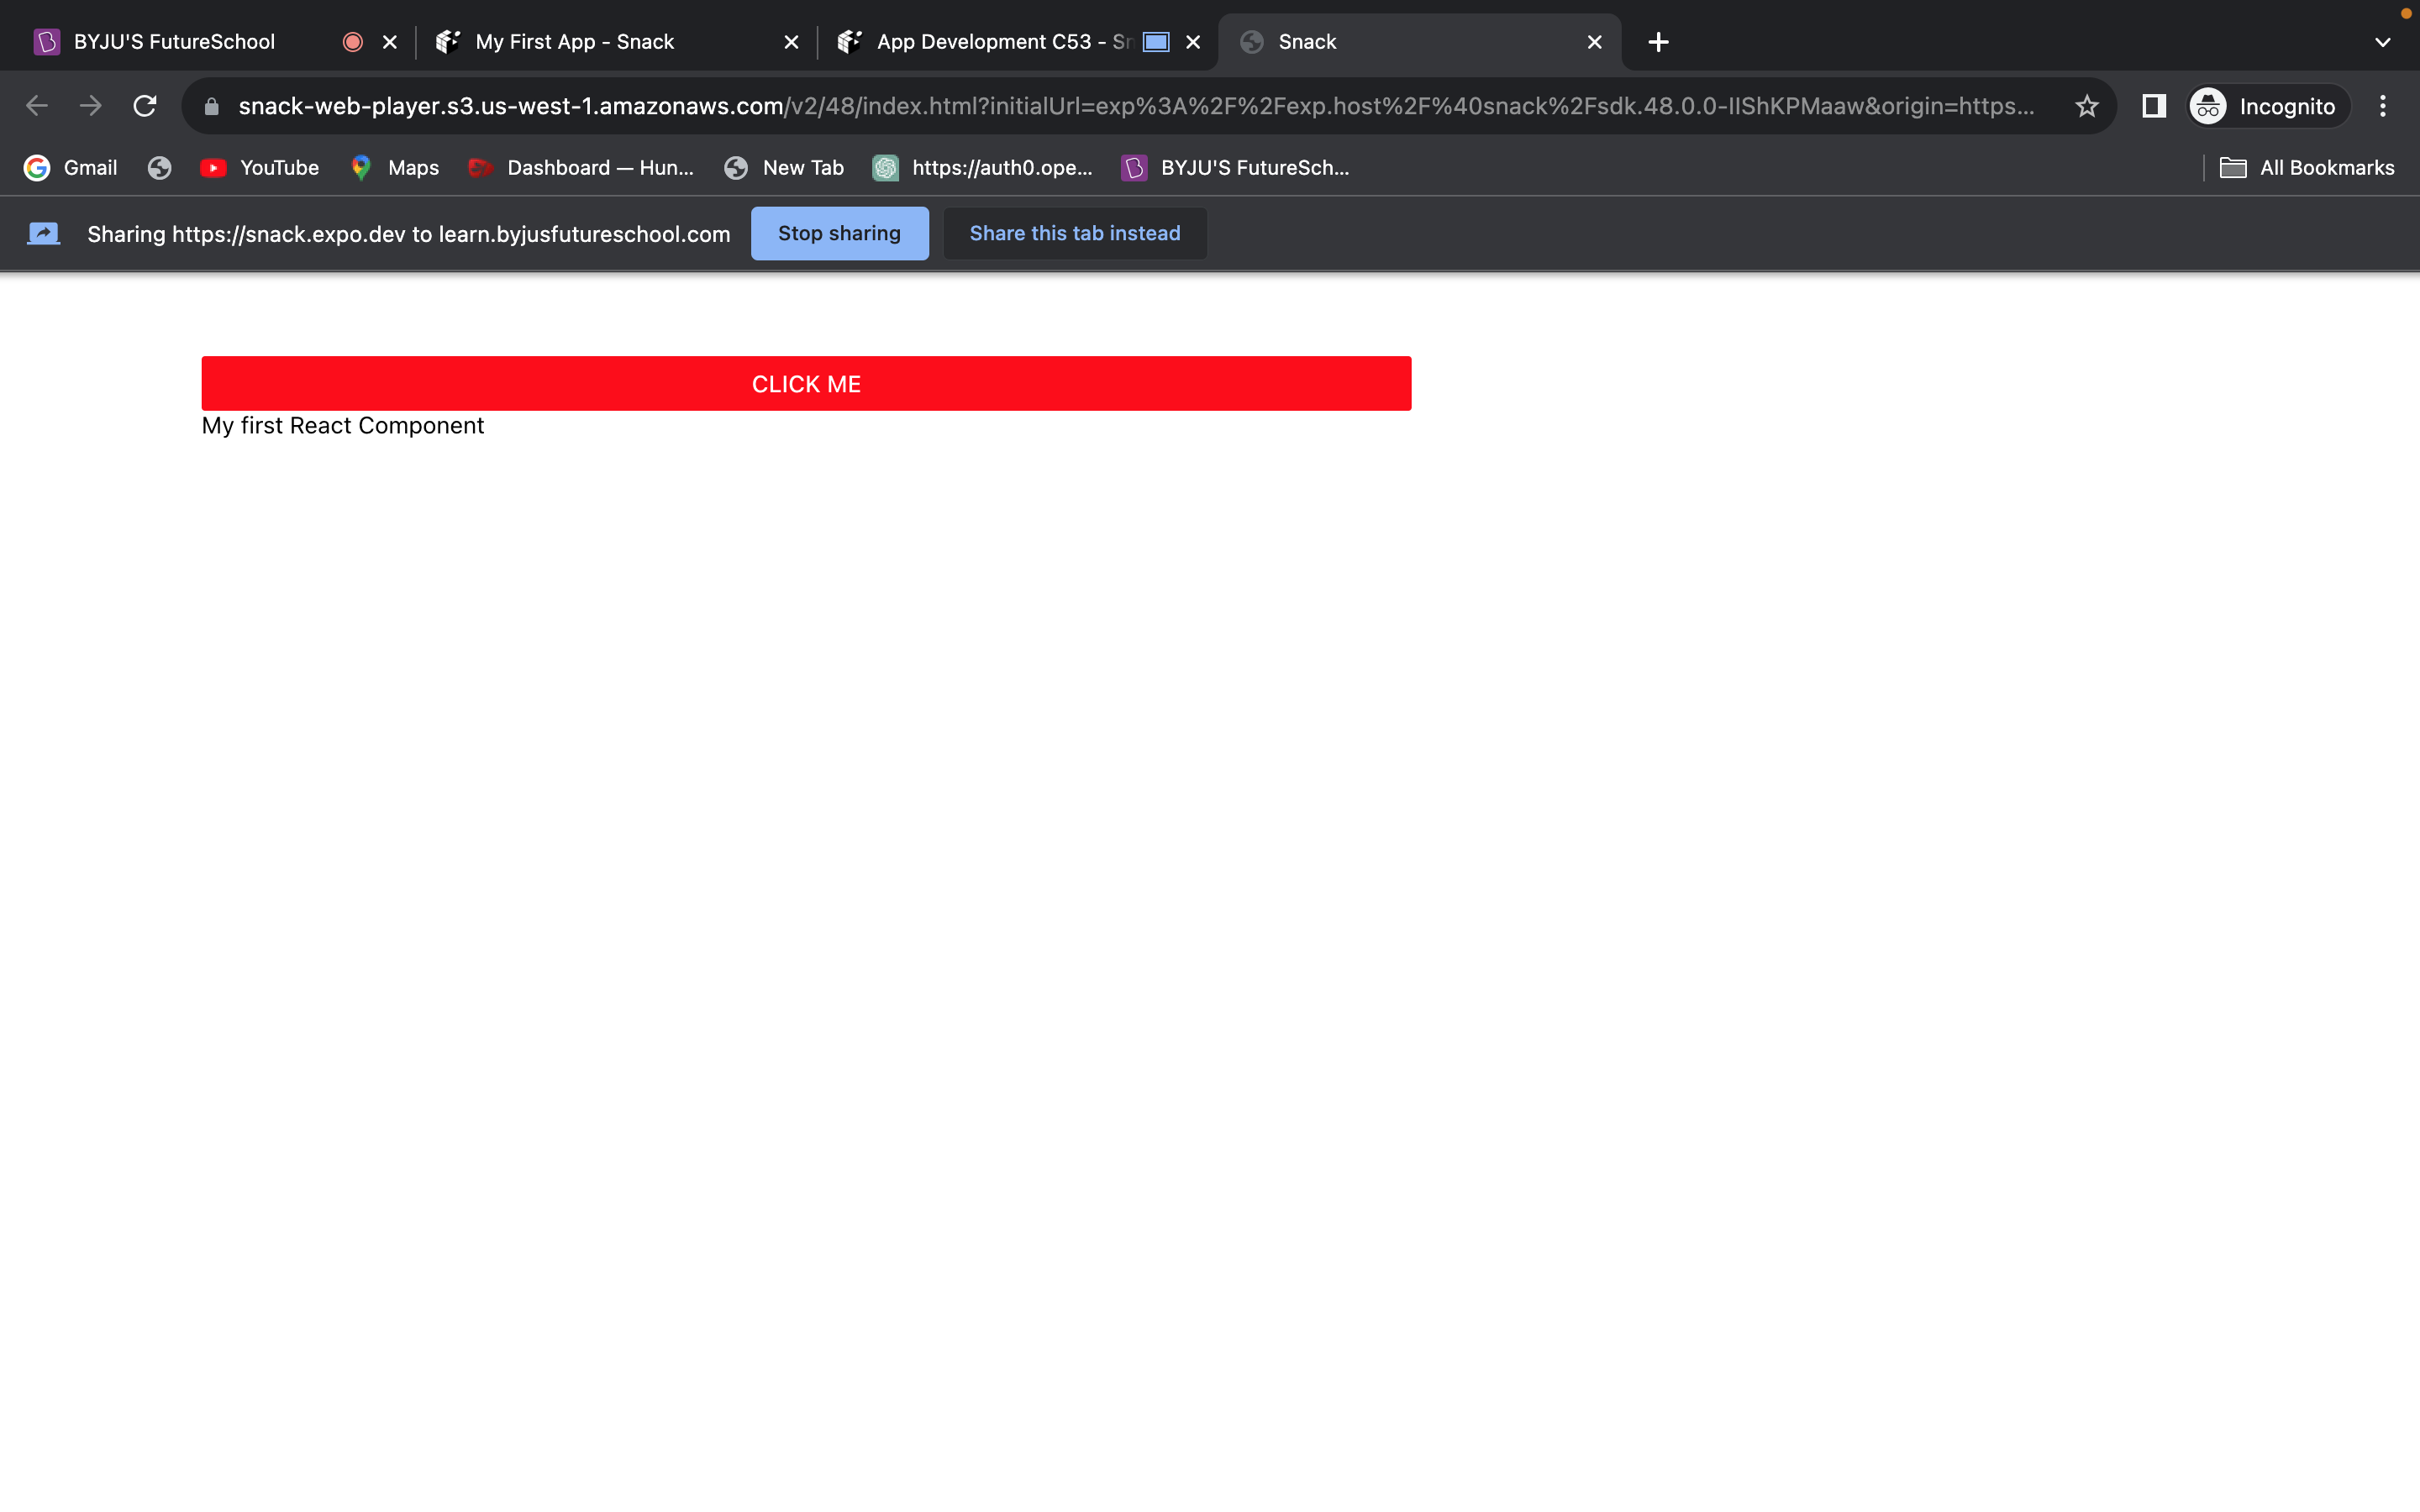 BYJU'S FutureSchool
My First App - Snack
App Development C53 - Sn
Snack
snack-web-player.s3.us-west-1.amazonaws.com/v2/48/index.html?initialUrl=exp%3A%2F%2Fexp.host%2F%40snack%2Fsdk.48.0.0-IIShKPMaaw&origin=https...
Incognito
Gmail
YouTube
Maps
Dashboard — Hun...
New Tab
https://auth0.ope...
BYJU'S FutureSch...
All Bookmarks
Sharing https://snack.expo.dev to learn.byjusfutureschool.com
Stop sharing
Share this tab instead
CLICK ME
My first React Component